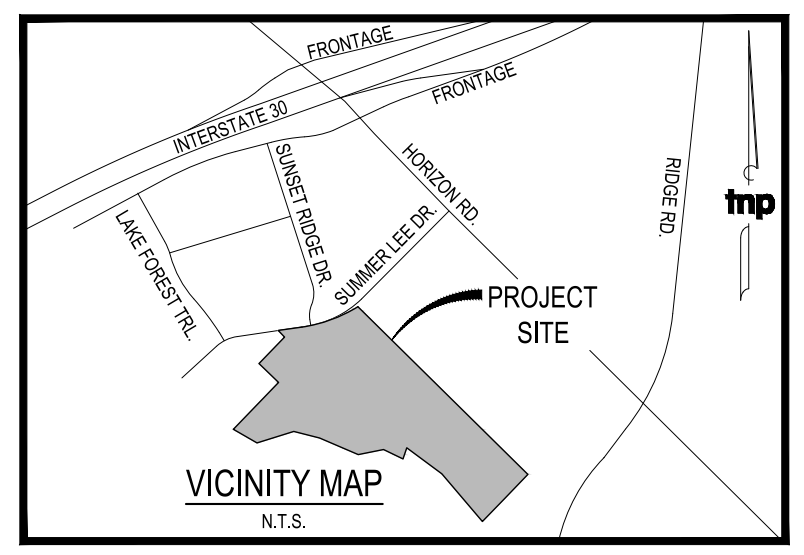 FRONTAGE
INTERSTATE 30
FRONTAGE
HORIZON RD.
SUNSET RIDGE DR.
RIDGE RD.
tnp
LAKE FOREST TRL.
SUMMER LEE DR.
PROJECT
SITE
VICINITY MAP
N.T.S.